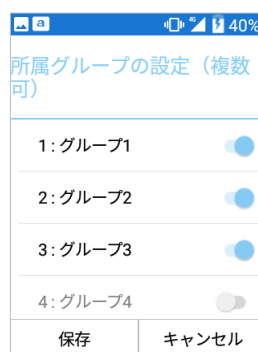 a 4G 40%
所属グループの設定（複数
可）
1 : グループ1
2 : グループ2
3 : グループ3
4 : グループ4
保存 キャンセル